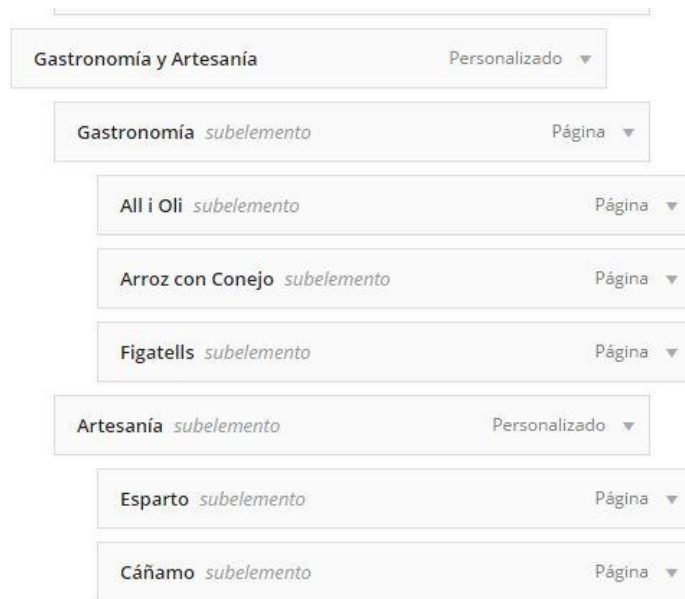 Gastronomía y Artesanía Personalizado
Gastronomía subelemento Página
All i Oli subelemento Página
Arroz con Conejo subelemento Página
Figatells subelemento Página
Artesanía subelemento Personalizado
Esparto subelemento Página
Cáñamo subelemento Página